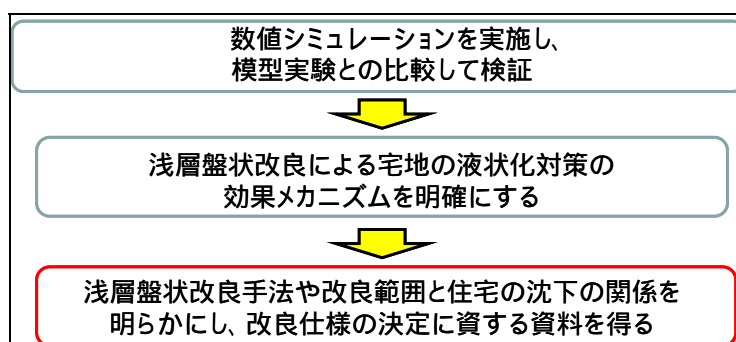 数値シミュレーションを実施し、
模型実験との比較して検証
浅層盤状改良による宅地の液状化対策の
効果メカニズムを明確にする
浅層盤状改良手法や改良範囲と住宅の沈下の関係を
明らかにし、改良仕様の決定に資する資料を得る